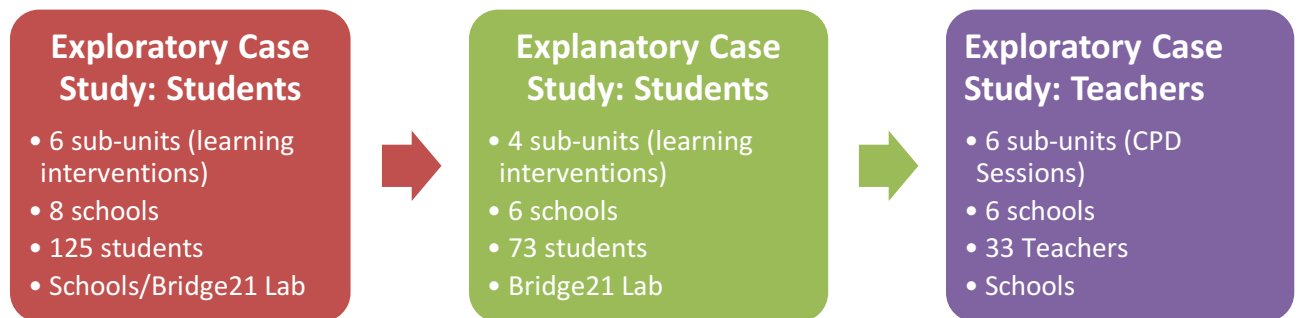 Exploratory Case
Study: Students
• 6 sub-units (learning
interventions)
• 8 schools
• 125 students
• Schools/Bridge21 Lab
Explanatory Case
Study: Students
• 4 sub-units (learning
interventions)
• 6 schools
• 73 students
• Bridge21 Lab
Exploratory Case
Study: Teachers
• 6 sub-units (CPD
Sessions)
• 6 schools
• 33 Teachers
• Schools